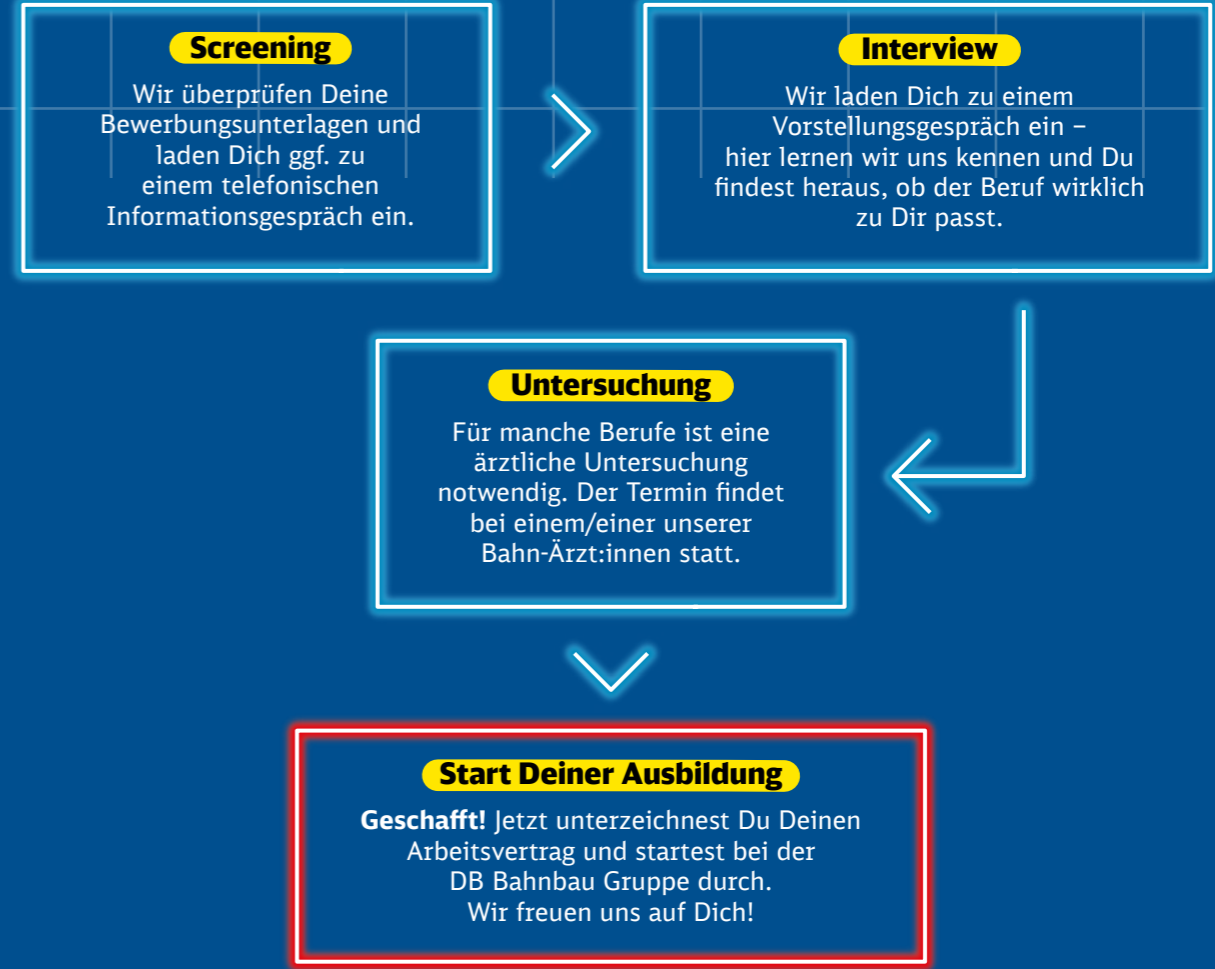 Screening
Wir überprüfen Deine
Bewerbungsunterlagen und
laden Dich ggf. zu
einem telefonischen
Informationsgespräch ein.
Interview
Wir laden Dich zu einem
Vorstellungsgespräch ein –
hier lernen wir uns kennen und Du
findest heraus, ob der Beruf wirklich
zu Dir passt.
Untersuchung
Für manche Berufe ist eine
ärztliche Untersuchung
notwendig. Der Termin findet
bei einem/einer unserer
Bahn-Ärzt:innen statt.
Start Deiner Ausbildung
Geschafft! Jetzt unterzeichnest Du Deinen
Arbeitsvertrag und startest bei der
DB Bahnbau Gruppe durch.
Wir freuen uns auf Dich!